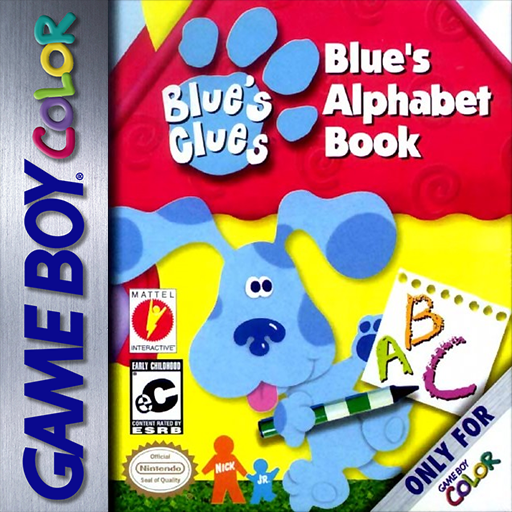 GAME BOY COLOR
Blue's
Clues
Blue's
Alphabet
Book
MATTEL
INTERACTIVE
EARLY CHILDHOOD
C
CONTENT RATED BY
ESRB
A B C
Official
Nintendo
Seal of Quality
NICK
JR.
ONLY FOR
GAME BOY
COLOR